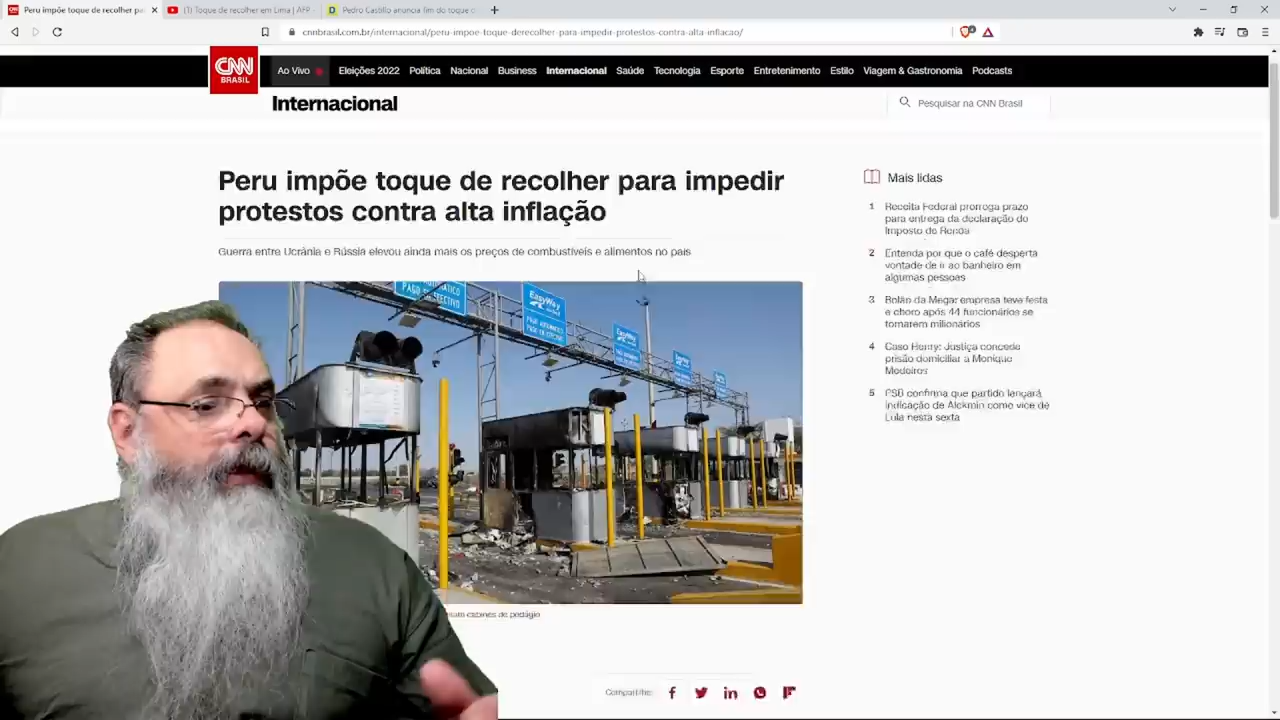 Peru impõe toque de recolher pa
(1) Toque de recolher em Lima | AFP
Pedro Castillo anuncia fim do toque d
cnnbrasil.com.br/internacional/peru-impoe-toque-derecolher-para-impedir-protestos-contra-alta-inflacao/
CNN
BRASIL
Ao Vivo
Eleições 2022
Política
Nacional
Business
Internacional
Saúde
Tecnologia
Esporte
Entretenimento
Estilo
Viagem & Gastronomia
Podcasts
Internacional
Pesquisar na CNN Brasil
Peru impõe toque de recolher para impedir
protestos contra alta inflação
Guerra entre Ucrânia e Rússia elevou ainda mais os preços de combustíveis e alimentos no país
PAGO EN EFECTIVO
EasyWay
EasyWay
cabines de pedágio
Compartilhe:
Mais lidas
1 Receita Federal prorroga prazo
para entrega da declaração do
Imposto de Renda
2 Entenda por que o café desperta
vontade de ir ao banheiro em
algumas pessoas
3 Bolão da Mega: empresa teve festa
e choro após 44 funcionários se
tornarem milionários
4 Caso Henry: Justiça concede
prisão domiciliar a Monique
Medeiros
5 PSB confirma que partido lançará
indicação de Alckmin como vice de
Lula nesta sexta